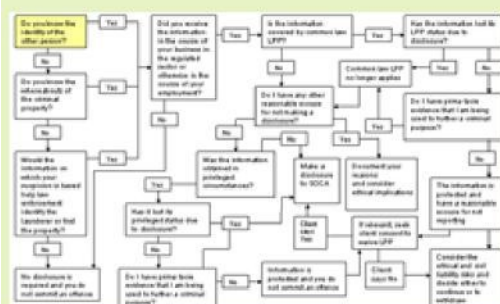 Do you know the
identity of the
other person?
Yes
No
Do you know the
whereabouts of
the criminal
property?
Yes
No
Would the
information on
which your
suspicion is based
help law
enforcement
identify the
launderer or find
the property?
Yes
No
No disclosure is
required and you do
not commit an offence
Did you receive
the information
in the course of
your business in
the regulated
sector or
otherwise in the
course of your
employment?
Yes
No
Is the information
covered by common law
LPP?
Yes
No
Has the information lost its
LPP status due to
disclosure?
Yes
No
Common law LPP
no longer applies
Do I have any other
reasonable excuse
for not making a
disclosure?
No
Yes
Do I have prima facie
evidence that I am being
used to further a criminal
purpose?
Yes
No
Was the information
obtained in
privileged
circumstances?
No
Yes
Make a
disclosure
to SOCA
Document your
reasons
and consider
ethical implications
Has it lost its
privileged status due
to disclosure?
Yes
No
Client
says
Yes
The information is
protected and
have a reasonable
excuse for not
reporting
If relevant, seek
client consent to
waive LPP
Do I have prima facie
evidence that I am being
used to further a criminal
purpose?
No
Information is
protected and you do
not commit an offence
Client
says No
Consider the
ethical and civil
liability risks and
decide either to
continue or to
withdraw